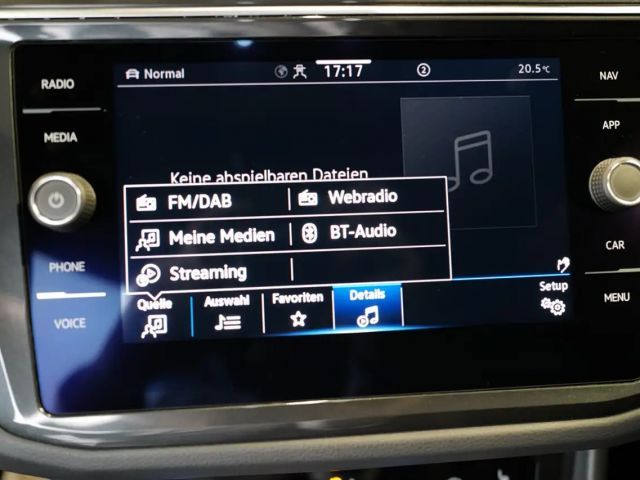 RADIO
MEDIA
PHONE
VOICE
Normal
17:17
2
20.5°C
Keine abspielbaren Dateien
FM/DAB
Webradio
Meine Medien
BT-Audio
Streaming
Quelle
Auswahl
Favoriten
Details
Setup
NAV
APP
CAR
MENU